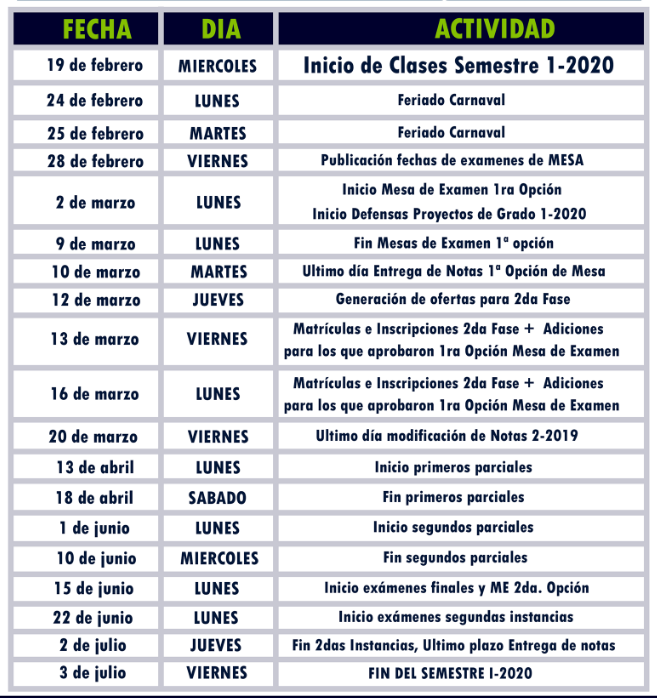 FECHA DIA ACTIVIDAD
19 de febrero MIERCOLES Inicio de Clases Semestre 1-2020
24 de febrero LUNES Feriado Carnaval
25 de febrero MARTES Feriado Carnaval
28 de febrero VIERNES Publicación fechas de examenes de MESA
2 de marzo LUNES Inicio Mesa de Examen 1ra Opción
Inicio Defensas Proyectos de Grado 1-2020
9 de marzo LUNES Fin Mesas de Examen 1ª opción
10 de marzo MARTES Ultimo día Entrega de Notas 1ª Opción de Mesa
12 de marzo JUEVES Generación de ofertas para 2da Fase
13 de marzo VIERNES Matrículas e Inscripciones 2da Fase + Adiciones
para los que aprobaron 1ra Opción Mesa de Examen
16 de marzo LUNES Matrículas e Inscripciones 2da Fase + Adiciones
para los que aprobaron 1ra Opción Mesa de Examen
20 de marzo VIERNES Ultimo día modificación de Notas 2-2019
13 de abril LUNES Inicio primeros parciales
18 de abril SABADO Fin primeros parciales
1 de junio LUNES Inicio segundos parciales
10 de junio MIERCOLES Fin segundos parciales
15 de junio LUNES Inicio exámenes finales y ME 2da. Opción
22 de junio LUNES Inicio exámenes segundas instancias
2 de julio JUEVES Fin 2das Instancias, Ultimo plazo Entrega de notas
3 de julio VIERNES FIN DEL SEMESTRE I-2020